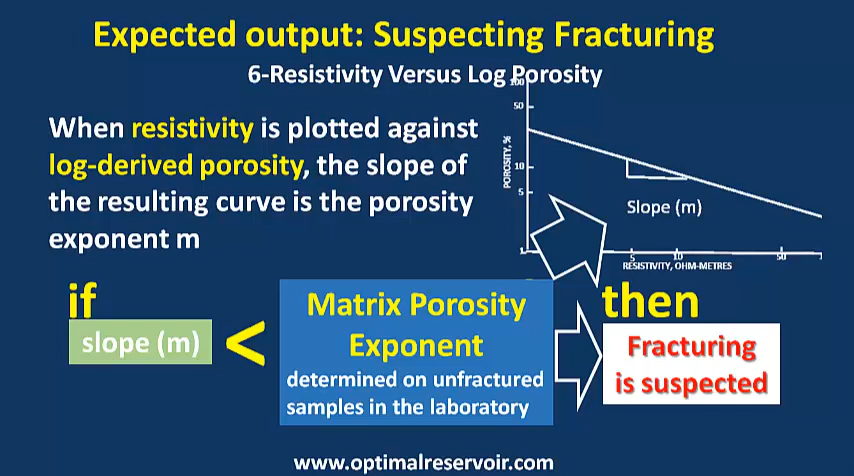 Expected output: Suspecting Fracturing
6-Resistivity Versus Log Porosity
When resistivity is plotted against
log-derived porosity, the slope of
the resulting curve is the porosity
exponent m
100
50
10
5
1
POROSITY, %
Slope (m)
5
10
50
RESISTIVITY, OHM-METRES
if
slope (m)
<
Matrix Porosity
Exponent
determined on unfractured
samples in the laboratory
then
Fracturing
is suspected
www.optimalreservoir.com